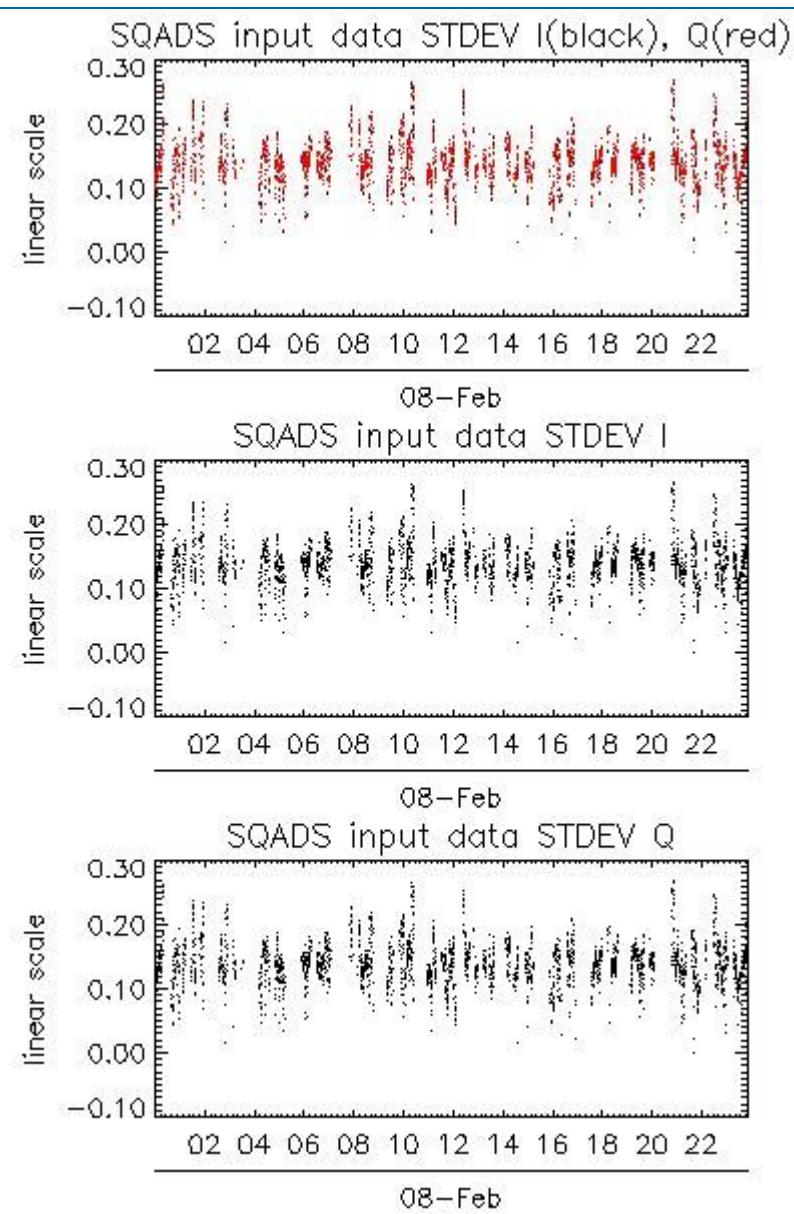 SQADS input data STDEV I(black), Q(red)
0.30
0.20
0.10
0.00
-0.10
linear scale
02 04 06 08 10 12 14 16 18 20 22
08-Feb
SQADS input data STDEV I
0.30
0.20
0.10
0.00
-0.10
linear scale
02 04 06 08 10 12 14 16 18 20 22
08-Feb
SQADS input data STDEV Q
0.30
0.20
0.10
0.00
-0.10
linear scale
02 04 06 08 10 12 14 16 18 20 22
08-Feb